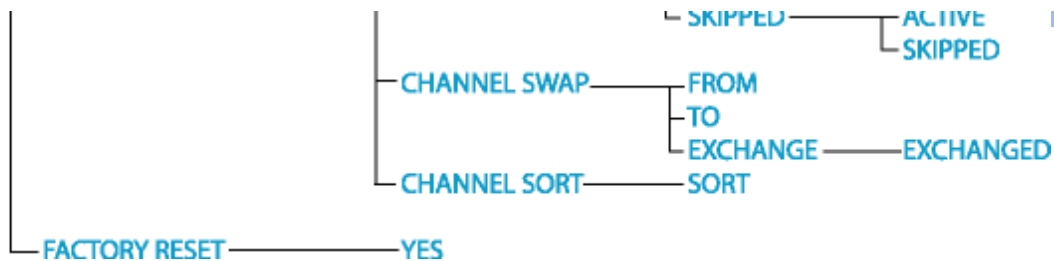 SKIPPED ACTIVE
SKIPPED
CHANNEL SWAP FROM
TO
EXCHANGE EXCHANGED
CHANNEL SORT SORT
FACTORY RESET YES